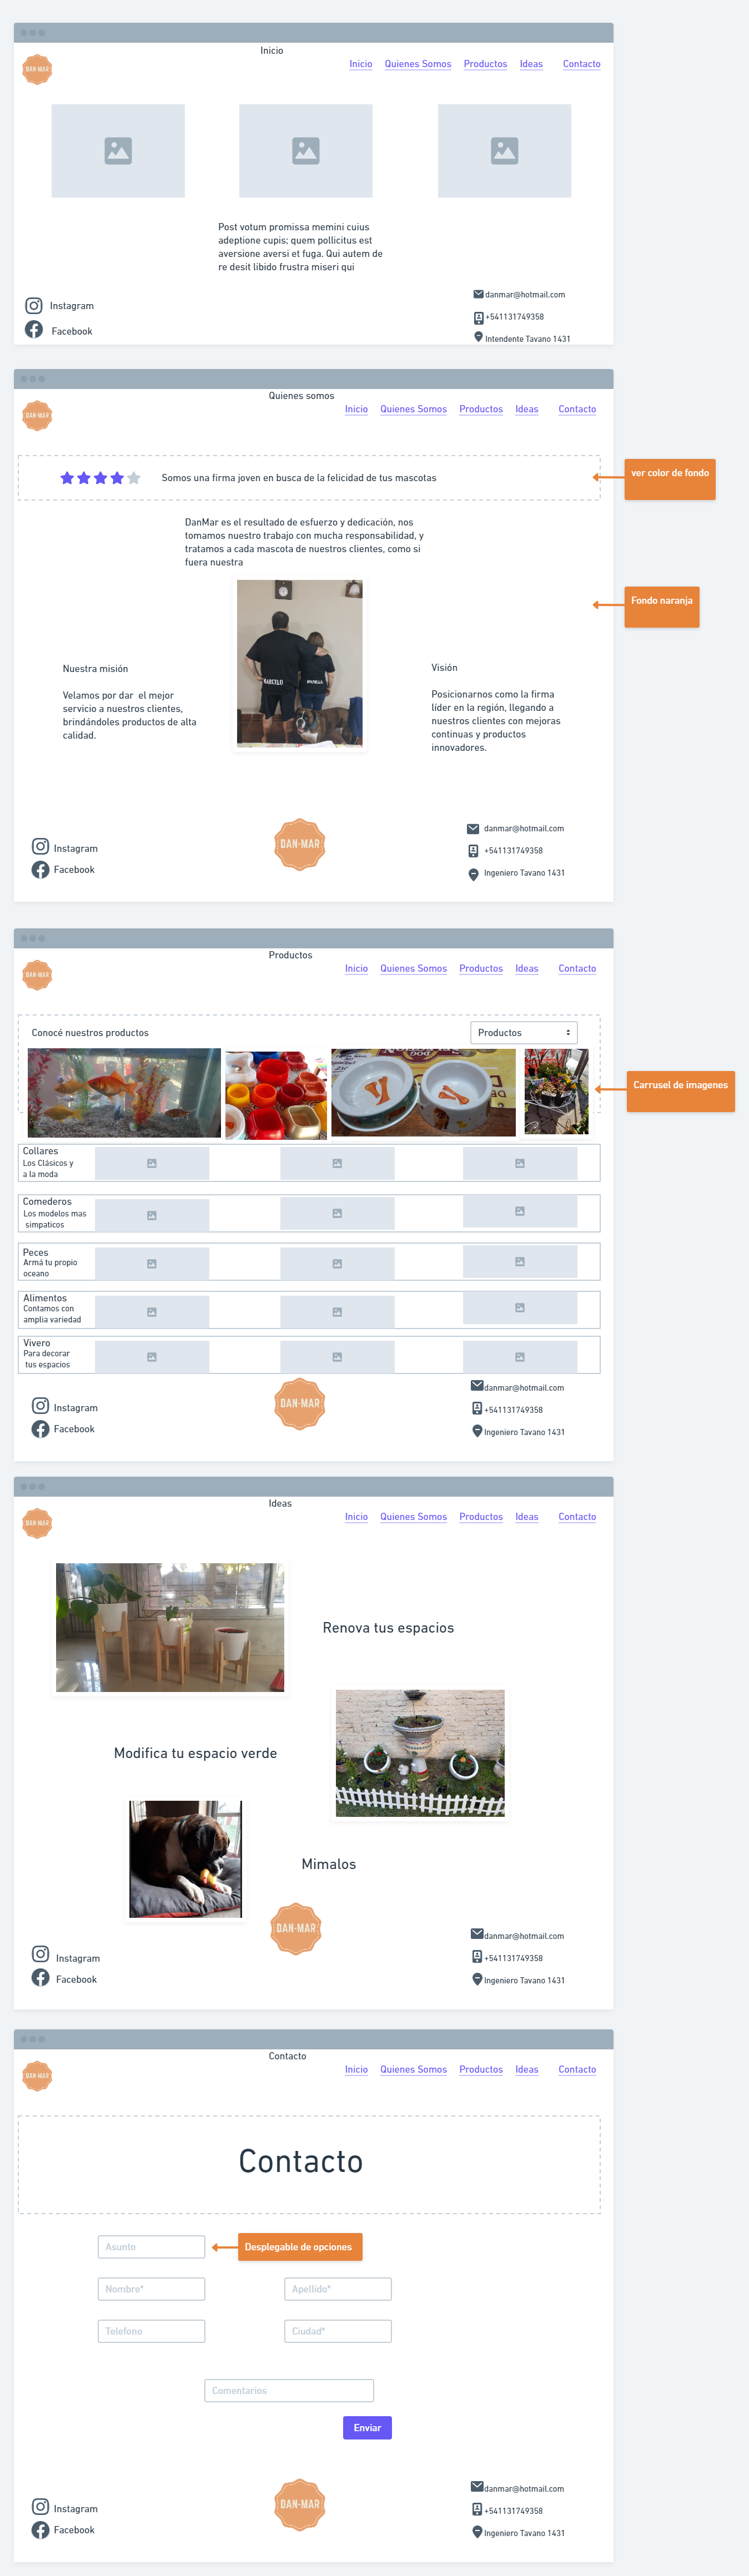 Inicio
DAN-MAR
Inicio Quienes Somos Productos Ideas Contacto
Post votum promissa memini cuius
adeptione cupis; quem pollicitus est
aversione aversi et fuga. Qui autem de
re desit libido frustra miseri qui
Instagram
Facebook
danmar@hotmail.com
+541131749358
Intendente Tavano 1431
Quienes somos
DAN-MAR
Inicio Quienes Somos Productos Ideas Contacto
Somos una firma joven en busca de la felicidad de tus mascotas
ver color de fondo
DanMar es el resultado de esfuerzo y dedicación, nos
tomamos nuestro trabajo con mucha responsabilidad, y
tratamos a cada mascota de nuestros clientes, como si
fuera nuestra
Fondo naranja
MARCELO
Nuestra misión
Velamos por dar el mejor
servicio a nuestros clientes,
brindándoles productos de alta
calidad.
Visión
Posicionarnos como la firma
líder en la región, llegando a
nuestros clientes con mejoras
continuas y productos
innovadores.
Instagram
Facebook
DAN-MAR
danmar@hotmail.com
+541131749358
Ingeniero Tavano 1431
Productos
DAN-MAR
Inicio Quienes Somos Productos Ideas Contacto
Conocé nuestros productos
Productos
DOG
Carrusel de imagenes
Collares
Los Clásicos y
a la moda
Comederos
Los modelos mas
simpaticos
Peces
Armá tu propio
oceano
Alimentos
Contamos con
amplia variedad
Vivero
Para decorar
tus espacios
Instagram
Facebook
DAN-MAR
danmar@hotmail.com
+541131749358
Ingeniero Tavano 1431
Ideas
DAN-MAR
Inicio Quienes Somos Productos Ideas Contacto
Renova tus espacios
Modifica tu espacio verde
Mimalos
DAN-MAR
Instagram
Facebook
danmar@hotmail.com
+541131749358
Ingeniero Tavano 1431
Contacto
DAN-MAR
Inicio Quienes Somos Productos Ideas Contacto
Contacto
Asunto
Desplegable de opciones
Nombre* Apellido*
Telefono Ciudad*
Comentarios
Enviar
Instagram
Facebook
DAN-MAR
danmar@hotmail.com
+541131749358
Ingeniero Tavano 1431